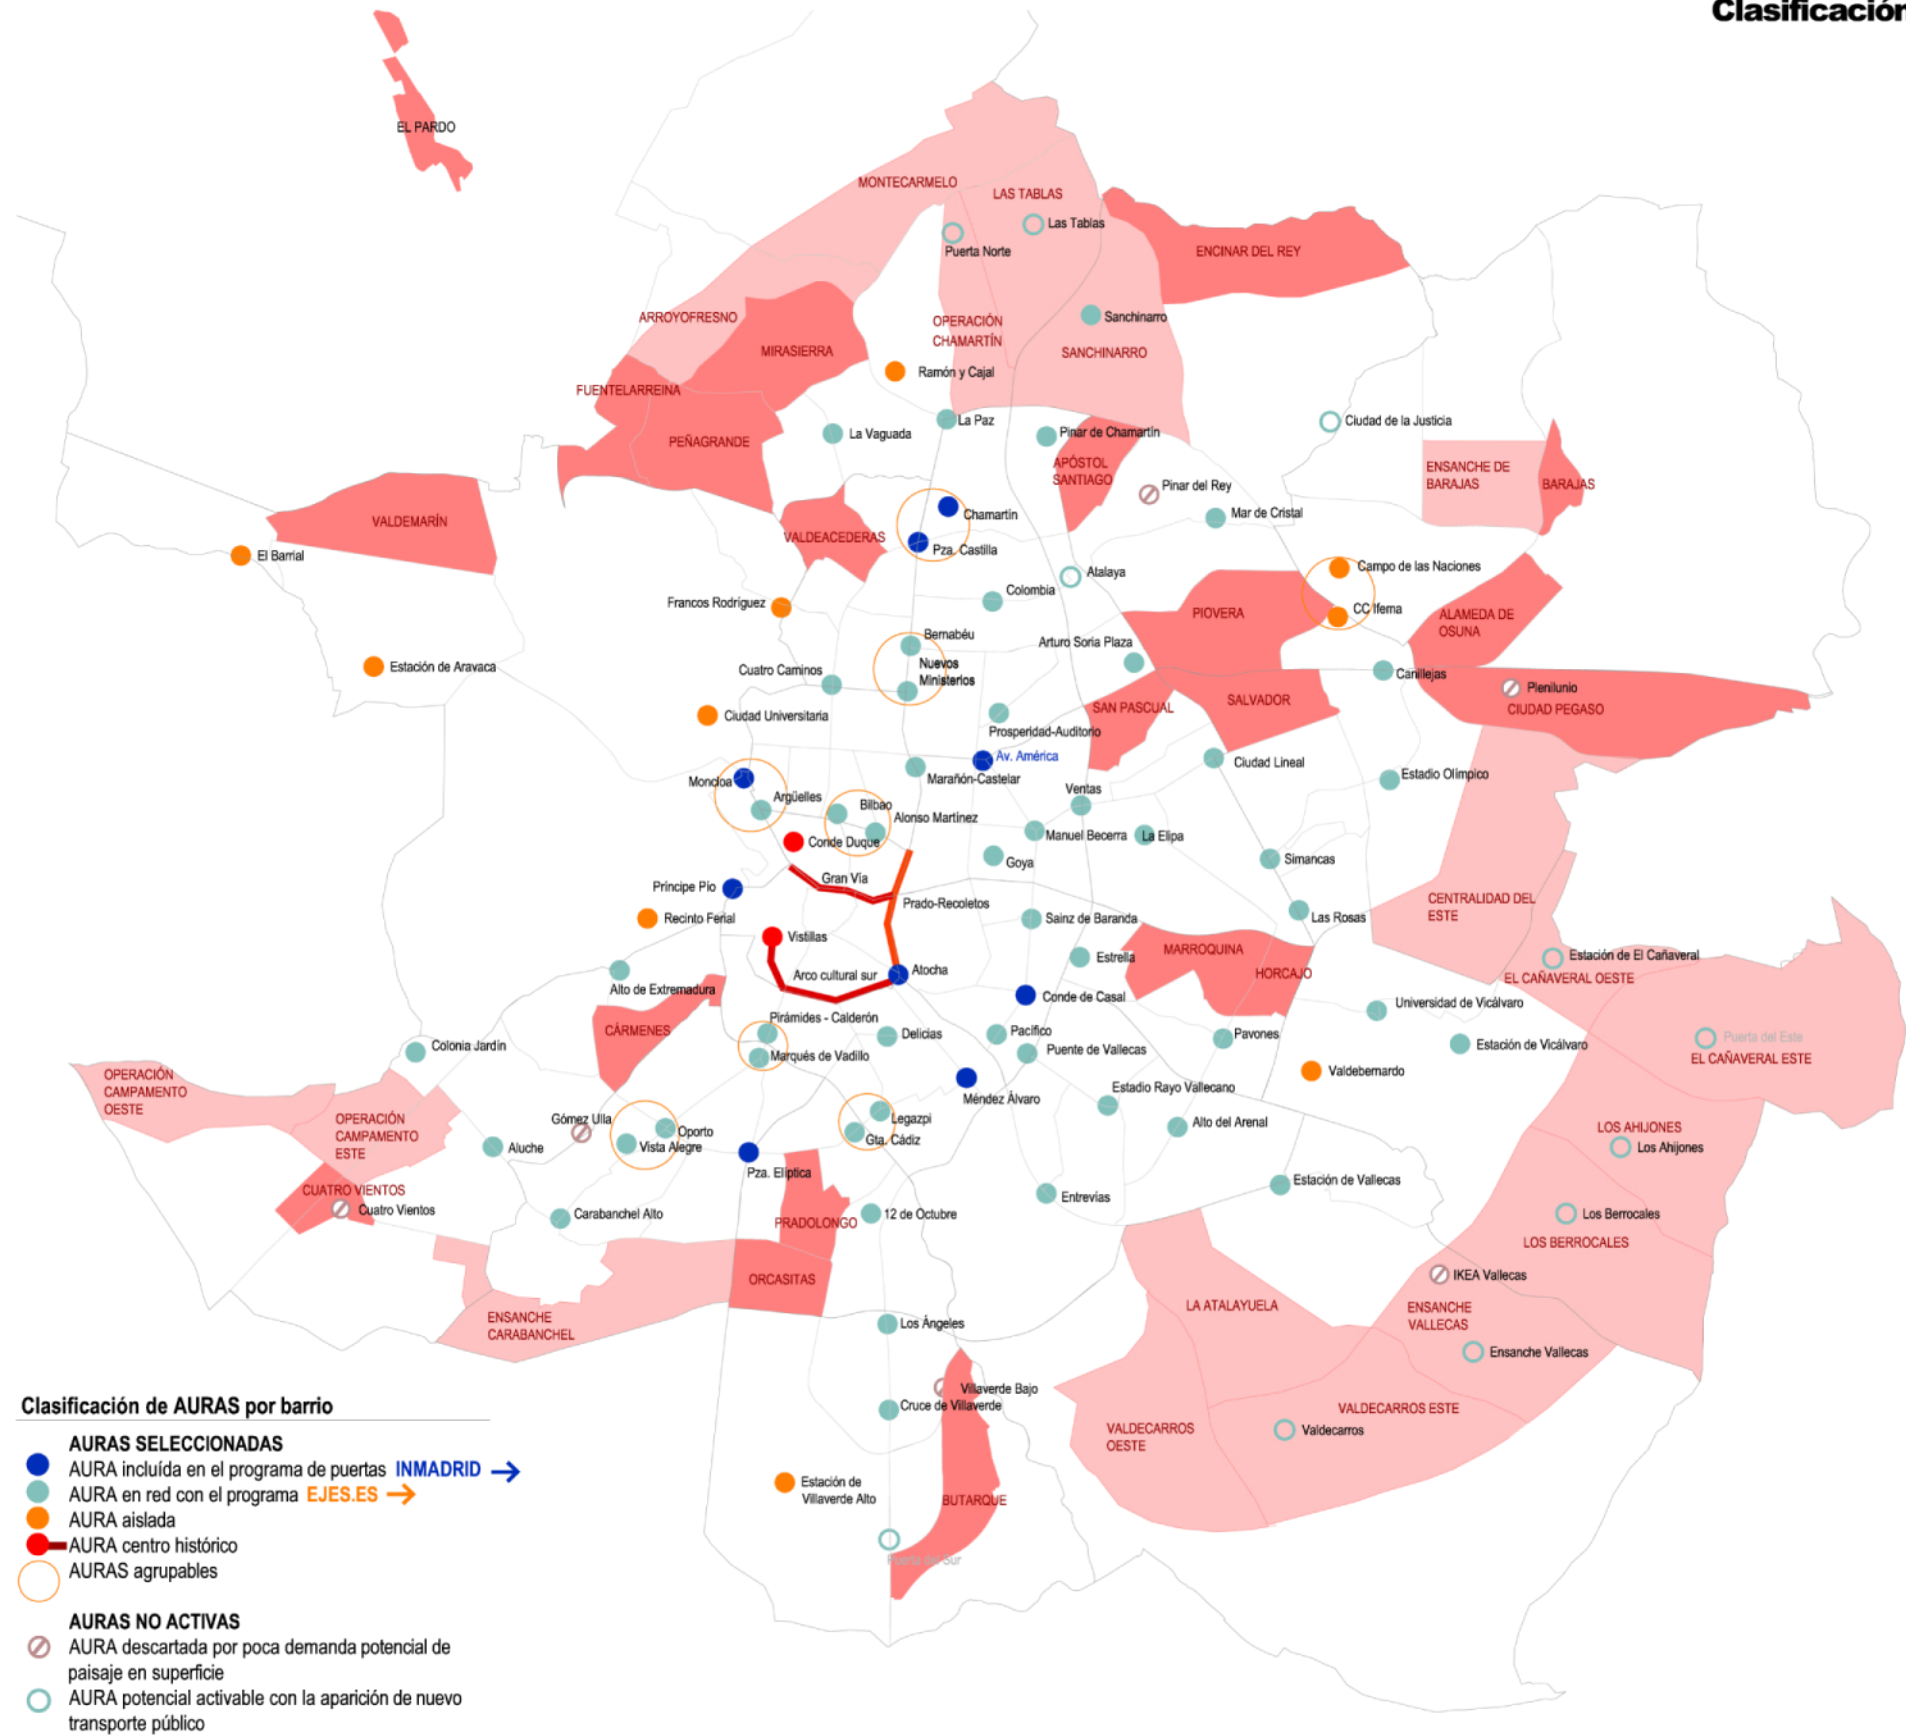 Clasificación
EL PARDO
MONTECARMELO
LAS TABLAS
Las Tablas
Puerta Norte
ENCINAR DEL REY
ARROYOFRESNO
OPERACIÓN
CHAMARTÍN
Sanchinarro
SANCHINARRO
MIRASIERRA
Ramón y Cajal
FUENTELARREINA
PEÑAGRANDE
La Vaguada
La Paz
Pinar de Chamartín
APÓSTOL
SANTIAGO
Ciudad de la Justicia
ENSANCHE DE
BARAJAS
BARAJAS
Pinar del Rey
Mar de Cristal
VALDEMARÍN
El Barrial
VALDEACEDERAS
Chamartín
Pza. Castilla
Atalaya
Campo de las Naciones
CC Ifema
Colombia
Francos Rodríguez
PIOVERA
ALAMEDA DE
OSUNA
Bernabéu
Arturo Soria Plaza
Nuevos
Ministerios
Cuatro Caminos
Estación de Aravaca
Canillejas
Plenilunio
CIUDAD PEGASO
SAN PASCUAL
SALVADOR
Ciudad Universitaria
Prosperidad-Auditorio
Av. América
Ciudad Lineal
Marañón-Castelar
Estadio Olímpico
Moncloa
Argüelles
Bilbao
Alonso Martínez
Ventas
Manuel Becerra
La Elipa
Conde Duque
Goya
Simancas
Gran Vía
Príncipe Pío
Prado-Recoletos
CENTRALIDAD DEL
ESTE
Recinto Ferial
Sainz de Baranda
Las Rosas
Vistillas
Estrella
MARROQUINA
HORCAJO
Estación de El Cañaveral
EL CAÑAVERAL OESTE
Arco cultural sur
Atocha
Alto de Extremadura
Conde de Casal
Universidad de Vicálvaro
Pirámides - Calderón
CÁRMENES
Delicias
Pacífico
Pavones
Puerta del Este
EL CAÑAVERAL ESTE
Colonia Jardín
Marqués de Vadillo
Puente de Vallecas
Estación de Vicálvaro
Valdebernardo
OPERACIÓN
CAMPAMENTO
OESTE
Méndez Álvaro
Estadio Rayo Vallecano
OPERACIÓN
CAMPAMENTO
ESTE
Gómez Ulla
Oporto
Vista Alegre
Legazpi
Gta. Cádiz
Alto del Arenal
LOS AHIJONES
Los Ahijones
Aluche
Pza. Elíptica
CUATRO VIENTOS
Cuatro Vientos
Carabanchel Alto
PRADOLONGO
12 de Octubre
Entrevías
Estación de Vallecas
Los Berrocales
LOS BERROCALES
ORCASITAS
IKEA Vallecas
ENSANCHE
CARABANCHEL
Los Ángeles
LA ATALAYUELA
ENSANCHE
VALLECAS
Ensanche Vallecas
Villaverde Bajo
Cruce de Villaverde
VALDECARROS ESTE
VALDECARROS
OESTE
Valdecarros
Estación de
Villaverde Alto
BUTARQUE
Puerta del Sur
Clasificación de AURAS por barrio
AURAS SELECCIONADAS
AURA incluída en el programa de puertas INMADRID
AURA en red con el programa EJES.ES
AURA aislada
AURA centro histórico
AURAS agrupables
AURAS NO ACTIVAS
AURA descartada por poca demanda potencial de
paisaje en superficie
AURA potencial activable con la aparición de nuevo
transporte público